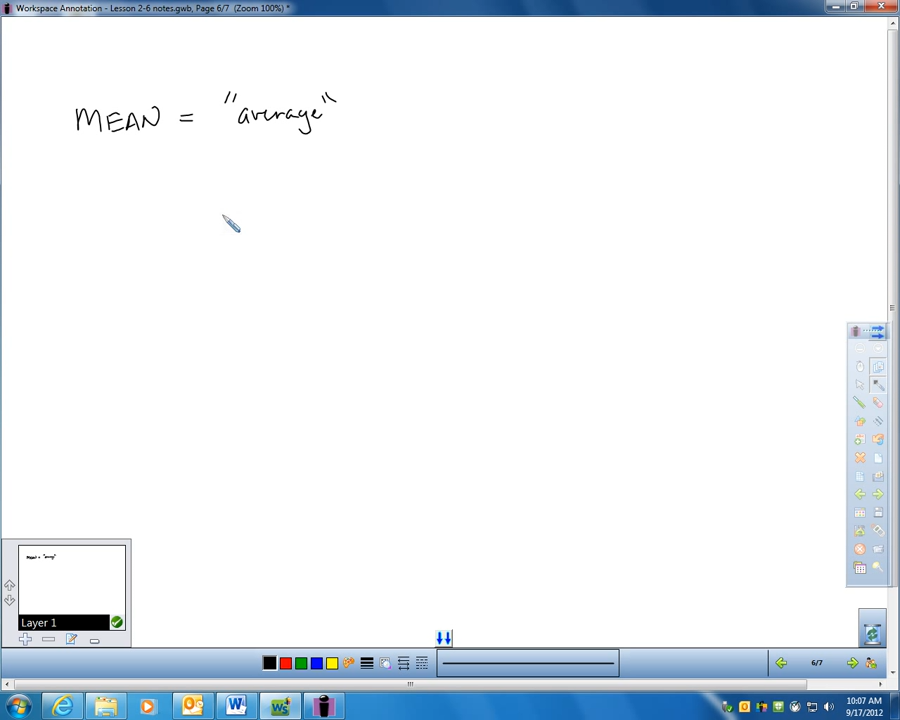 Workspace Annotation - Lesson 2-6 notes.gwb, Page 6/7 (Zoom 100%) *
MEAN = "average"
Layer 1
6/7
10:07 AM
9/17/2012